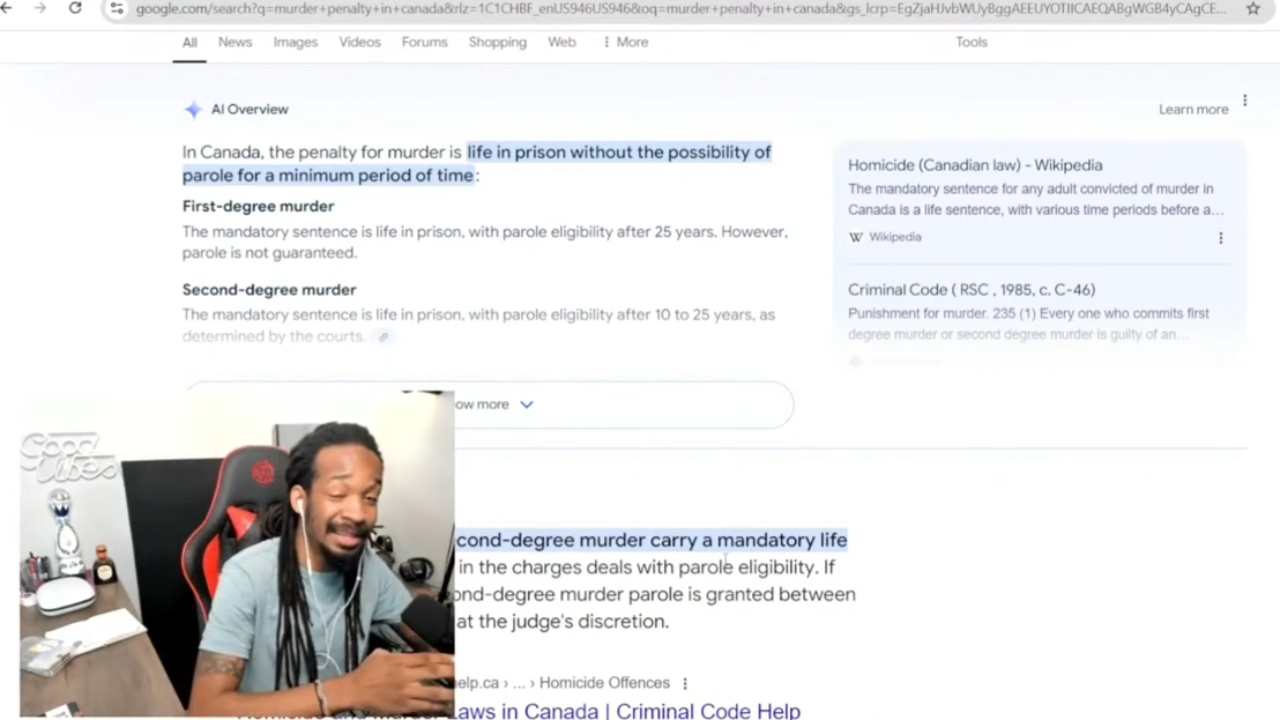 google.com/search?q=murder+penalty+in+canada&rlz=1C1CHBF_enUS946US946&oq=murder+penalty+in+canada&gs_lcrp=EgZjaHJvbWUyBggAEEUYOTIICAEQABgWGB4yCAgCE...
All News Images Videos Forums Shopping Web More Tools
AI Overview
Learn more
In Canada, the penalty for murder is life in prison without the possibility of
parole for a minimum period of time:
First-degree murder
The mandatory sentence is life in prison, with parole eligibility after 25 years. However,
parole is not guaranteed.
Second-degree murder
The mandatory sentence is life in prison, with parole eligibility after 10 to 25 years, as
determined by the courts.
Homicide (Canadian law) - Wikipedia
The mandatory sentence for any adult convicted of murder in
Canada is a life sentence, with various time periods before a...
W Wikipedia
Criminal Code ( RSC , 1985, c. C-46)
Punishment for murder. 235 (1) Every one who commits first
degree murder or second degree murder is guilty of an...
ow more
Good
Vibes
cond-degree murder carry a mandatory life
in the charges deals with parole eligibility. If
ond-degree murder parole is granted between
at the judge's discretion.
elp.ca › ... › Homicide Offences
Homicide and Murder Laws in Canada | Criminal Code Help